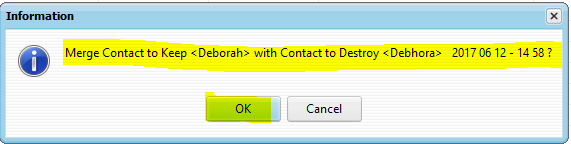 Information
Merge Contact to Keep <Deborah> with Contact to Destroy <Debhora> 2017 06 12 - 14 58 ?
OK Cancel